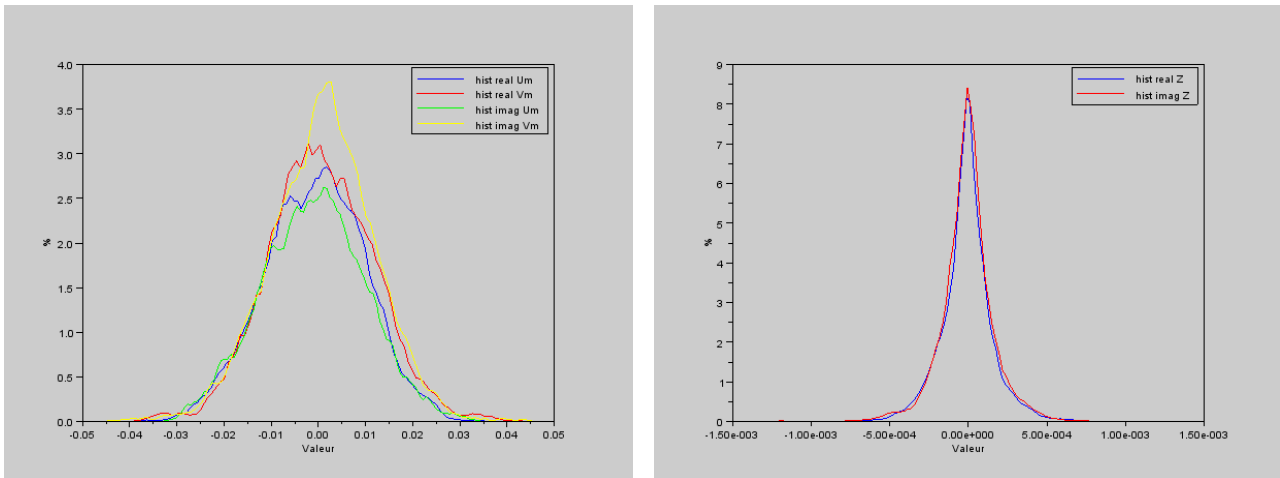 4.0
hist real Um
hist real Vm
hist imag Um
hist imag Vm
3.5
3.0
2.5
%
2.0
1.5
1.0
0.5
0.0
-0.05 -0.04 -0.03 -0.02 -0.01 0.00 0.01 0.02 0.03 0.04 0.05
Valeur
9
hist real Z
hist imag Z
8
7
6
5
%
4
3
2
1
0
-1.50e-003 -1.00e-003 -5.00e-004 0.00e+000 5.00e-004 1.00e-003 1.50e-003
Valeur